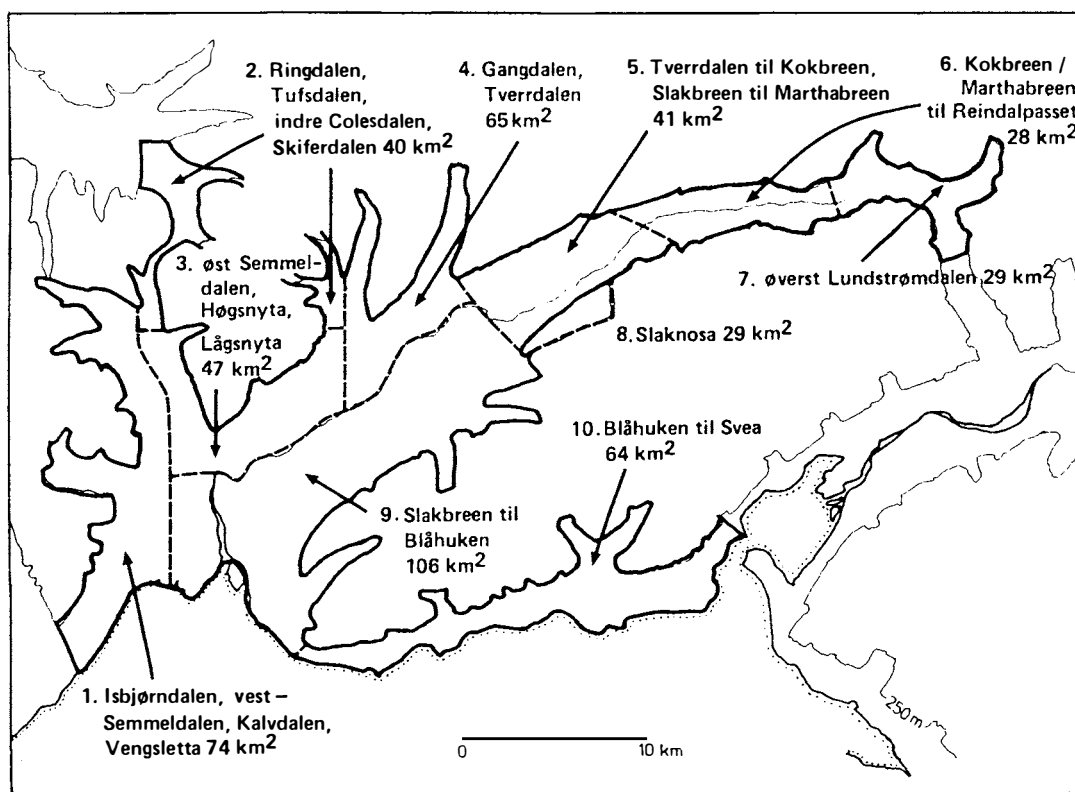 2. Ringdalen,
Tufsdalen,
indre Colesdalen,
Skiferdalen 40 km²
4. Gangdalen,
Tverrdalen
65 km²
5. Tverrdalen til Kokbreen,
Slakbreen til Marthabreen
41 km²
6. Kokbreen /
Marthabreen
til Reindalpasset
28 km²
3. øst Semmel-
dalen,
Høgsnyta,
Lågsnyta
47 km²
7. øverst Lundstrømdalen 29 km²
8. Slaknosa 29 km²
10. Blåhuken til Svea
64 km²
9. Slakbreen til
Blåhuken
106 km²
1. Isbjørndalen, vest –
Semmeldalen, Kalvdalen,
Vengsletta 74 km²
250 m
0 10 km